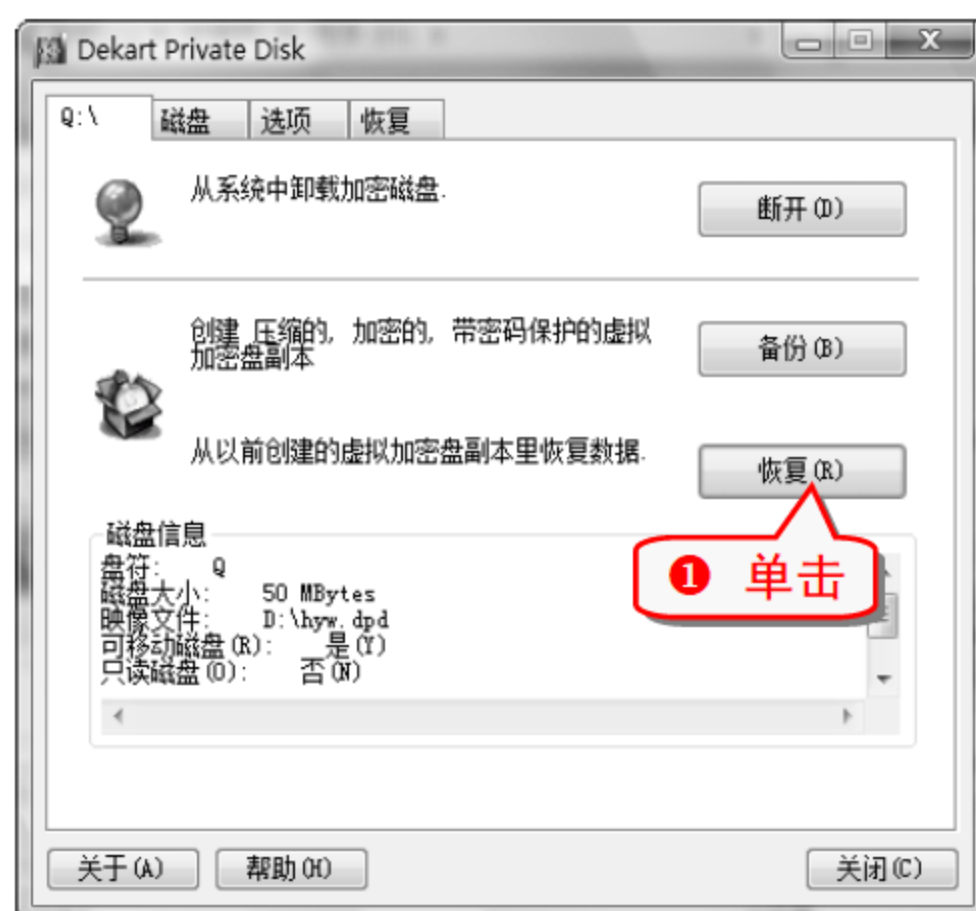 Dekart Private Disk
Q:\ 磁盘 选项 恢复
从系统中卸载加密磁盘.
断开(D)
创建 压缩的, 加密的, 带密码保护的虚拟
加密盘副本
备份(B)
从以前创建的虚拟加密盘副本里恢复数据.
恢复(R)
❶ 单击
磁盘信息
盘符: Q
磁盘大小: 50 MBytes
映像文件: D:\hyw.dpd
可移动磁盘(R): 是(Y)
只读磁盘(O): 否(N)
关于(A) 帮助(H) 关闭(C)